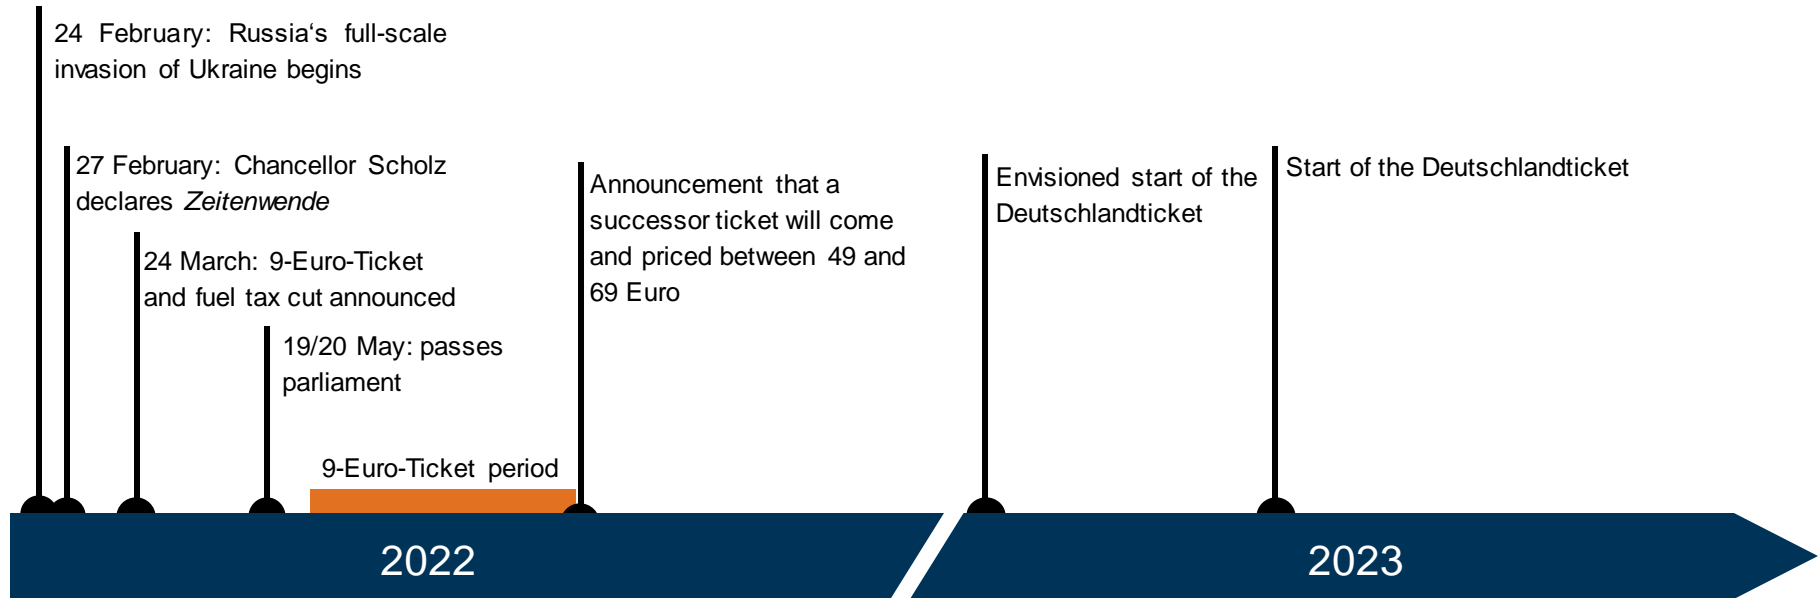 24 February: Russia‘s full-scale
invasion of Ukraine begins
27 February: Chancellor Scholz
declares Zeitenwende
24 March: 9-Euro-Ticket
and fuel tax cut announced
19/20 May: passes
parliament
9-Euro-Ticket period
Announcement that a
successor ticket will come
and priced between 49 and
69 Euro
Envisioned start of the
Deutschlandticket
Start of the Deutschlandticket
2022
2023